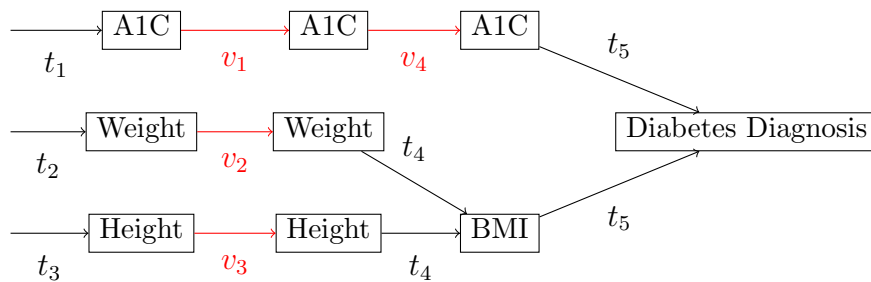 A1C A1C A1C
t₁ v₁ v₄ t₅
Weight Weight Diabetes Diagnosis
t₂ v₂ t₄
Height Height BMI t₅
t₃ v₃ t₄